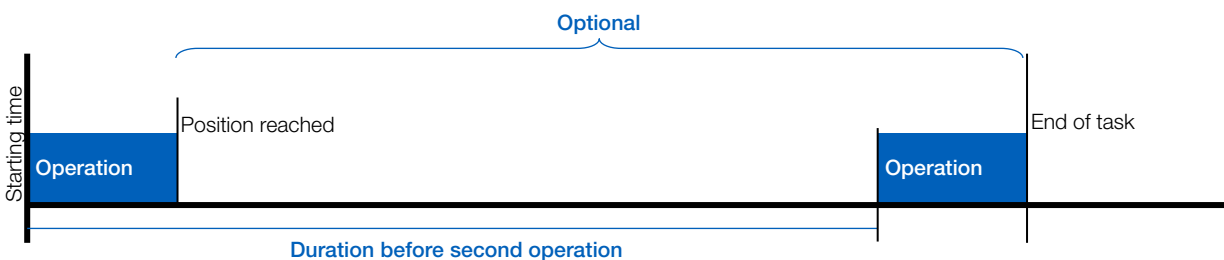 Optional
Starting time
Position reached
End of task
Operation
Operation
Duration before second operation